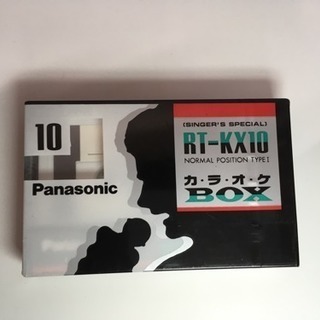 10
Panasonic
(SINGER'S SPECIAL)
RT-KX10
NORMAL POSITION TYPE I
カ・ラ・オ・ケ
BOX